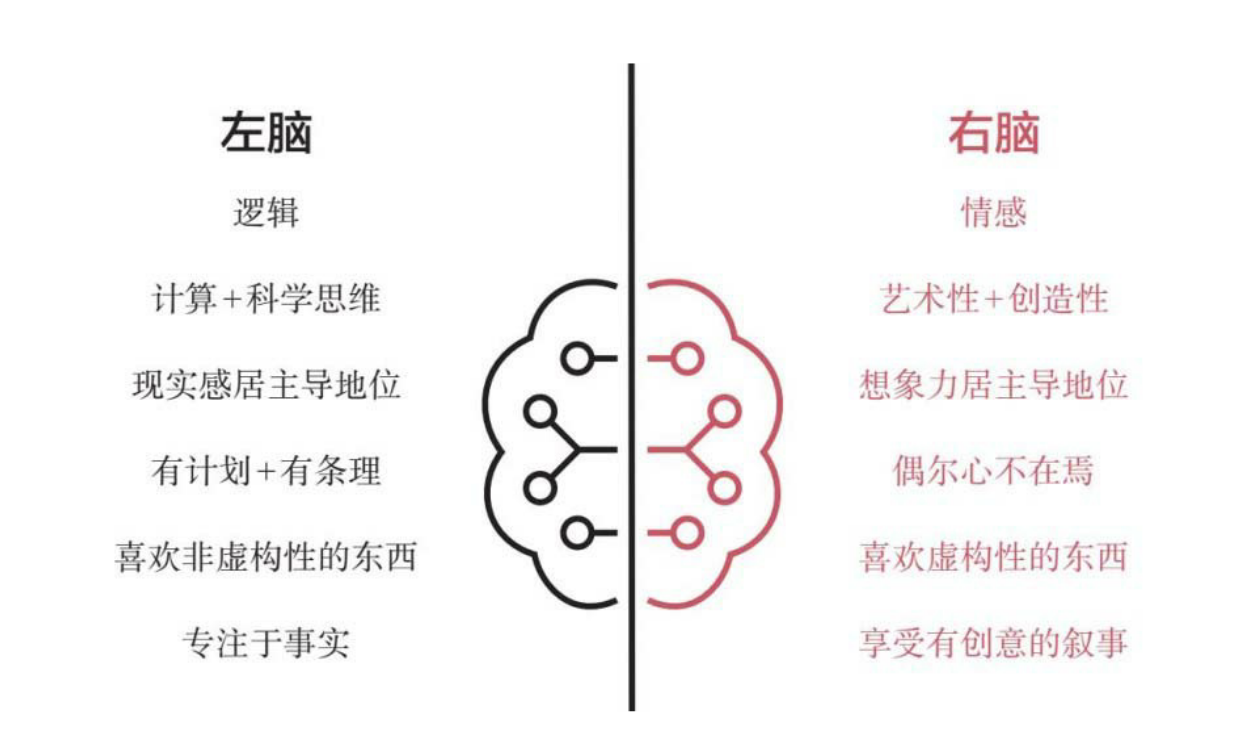 左脑
逻辑
计算+科学思维
现实感居主导地位
有计划+有条理
喜欢非虚构性的东西
专注于事实
右脑
情感
艺术性+创造性
想象力居主导地位
偶尔心不在焉
喜欢虚构性的东西
享受有创意的叙事